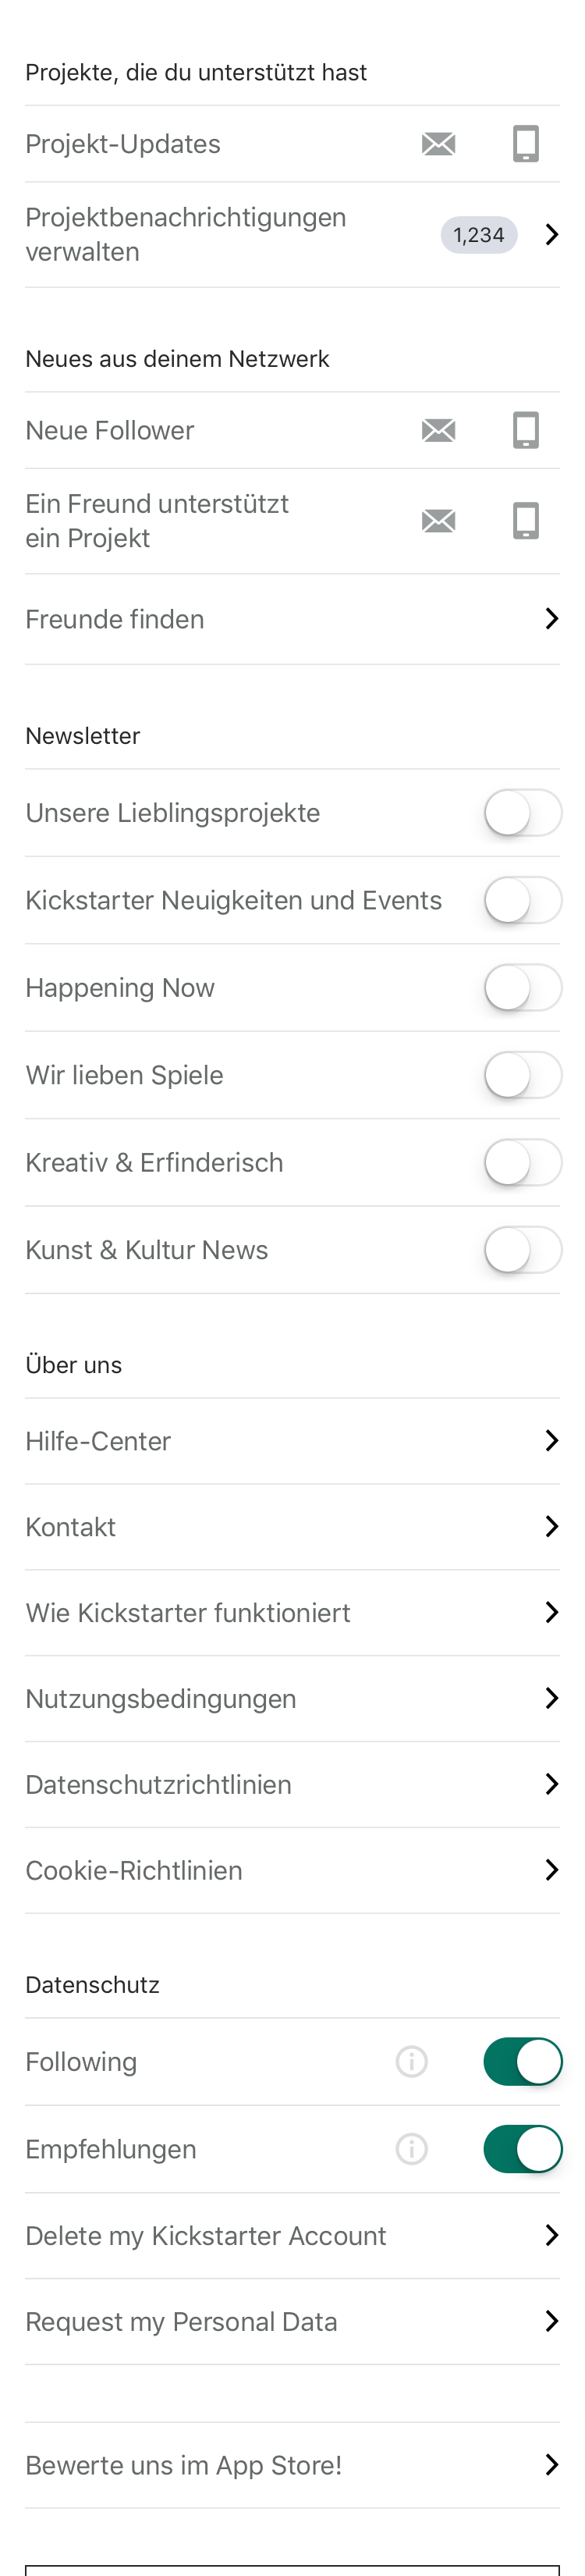 Projekte, die du unterstützt hast
Projekt-Updates
Projektbenachrichtigungen
verwalten
1,234
Neues aus deinem Netzwerk
Neue Follower
Ein Freund unterstützt
ein Projekt
Freunde finden
Newsletter
Unsere Lieblingsprojekte
Kickstarter Neuigkeiten und Events
Happening Now
Wir lieben Spiele
Kreativ & Erfinderisch
Kunst & Kultur News
Über uns
Hilfe-Center
Kontakt
Wie Kickstarter funktioniert
Nutzungsbedingungen
Datenschutzrichtlinien
Cookie-Richtlinien
Datenschutz
Following
Empfehlungen
Delete my Kickstarter Account
Request my Personal Data
Bewerte uns im App Store!